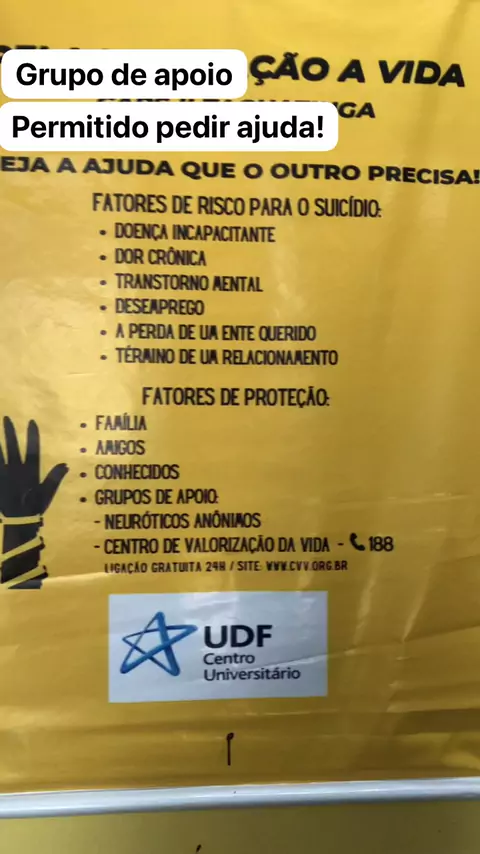 Grupo de apoio
ÇÃO A VIDA
Permitido pedir ajuda!
EJA A AJUDA QUE O OUTRO PRECISA!
FATORES DE RISCO PARA O SUICÍDIO:
• DOENÇA INCAPACITANTE
• DOR CRÔNICA
• TRANSTORNO MENTAL
• DESEMPREGO
• A PERDA DE UM ENTE QUERIDO
• TÉRMINO DE UM RELACIONAMENTO
FATORES DE PROTEÇÃO:
• FAMÍLIA
• AMIGOS
• CONHECIDOS
• GRUPOS DE APOIO:
- NEURÓTICOS ANÔNIMOS
- CENTRO DE VALORIZAÇÃO DA VIDA - 188
LIGAÇÃO GRATUITA 24H / SITE: WWW.CVV.ORG.BR
UDF
Centro
Universitário